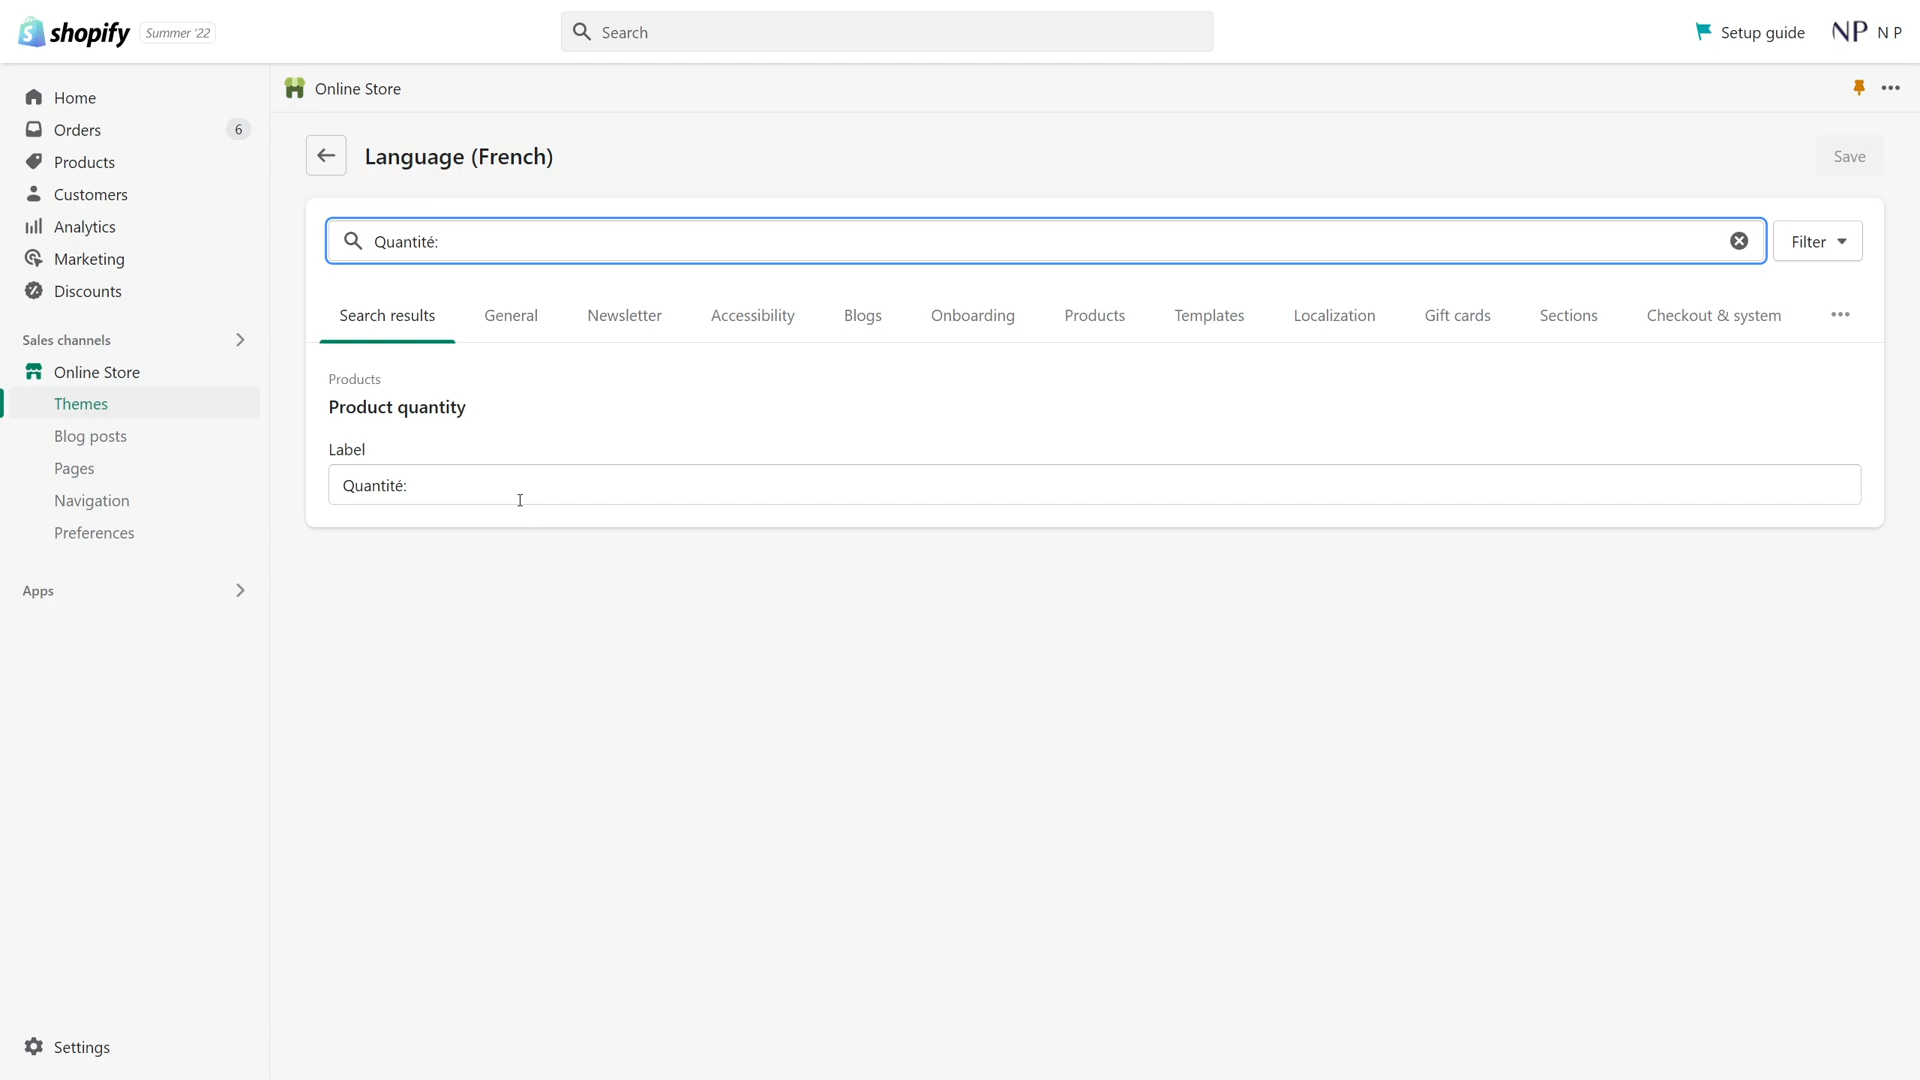 shopify Summer '22
Search
Setup guide
NP N P
Home
Orders 6
Products
Customers
Analytics
Marketing
Discounts
Sales channels
Online Store
Themes
Blog posts
Pages
Navigation
Preferences
Apps
Settings
Online Store
Language (French)
Save
Quantité:
Filter
Search results General Newsletter Accessibility Blogs Onboarding Products Templates Localization Gift cards Sections Checkout & system
Products
Product quantity
Label
Quantité: